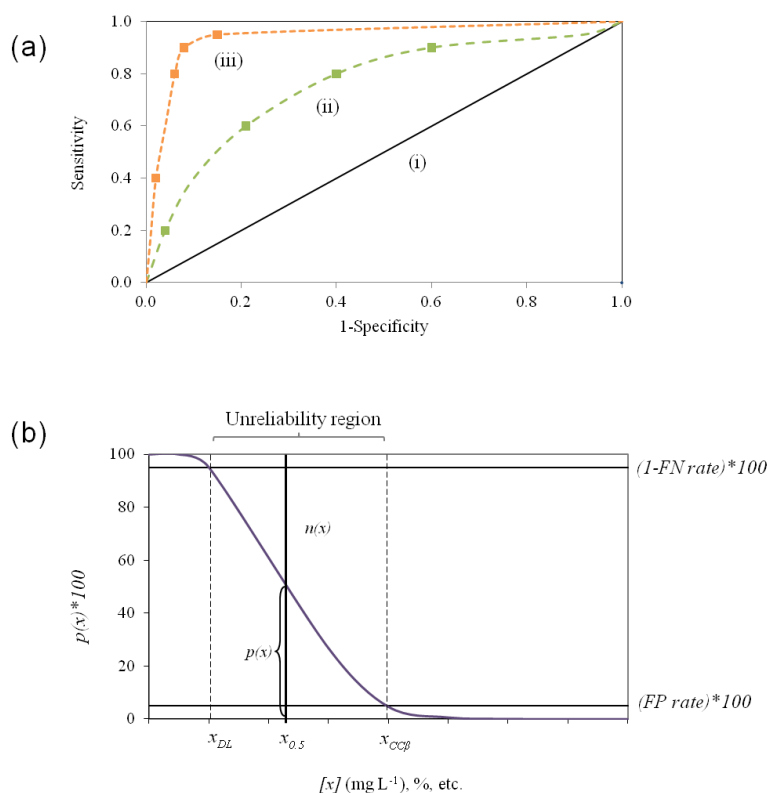 (a)
1.0
0.8
0.6
0.4
0.2
0.0
Sensitivity
(iii)
(ii)
(i)
0.0 0.2 0.4 0.6 0.8 1.0
1-Specificity
(b)
Unreliability region
100
80
60
40
20
0
p(x)*100
(1-FN rate)*100
n(x)
p(x)
(FP rate)*100
x_DL x_0.5 x_CCβ
[x] (mg L⁻¹), %, etc.